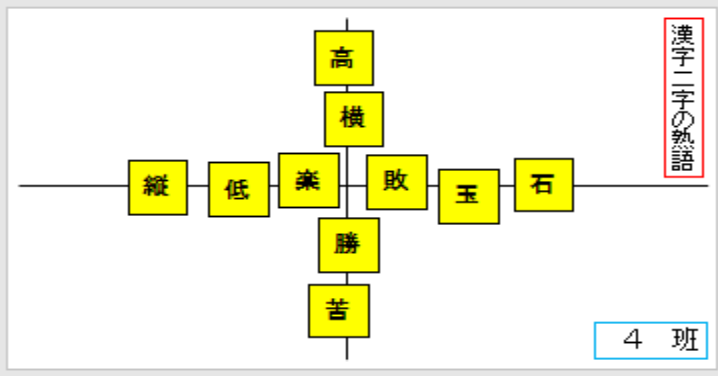 漢字二字の熟語
高
横
縦 低 楽 敗 玉 石
勝
苦
４ 班